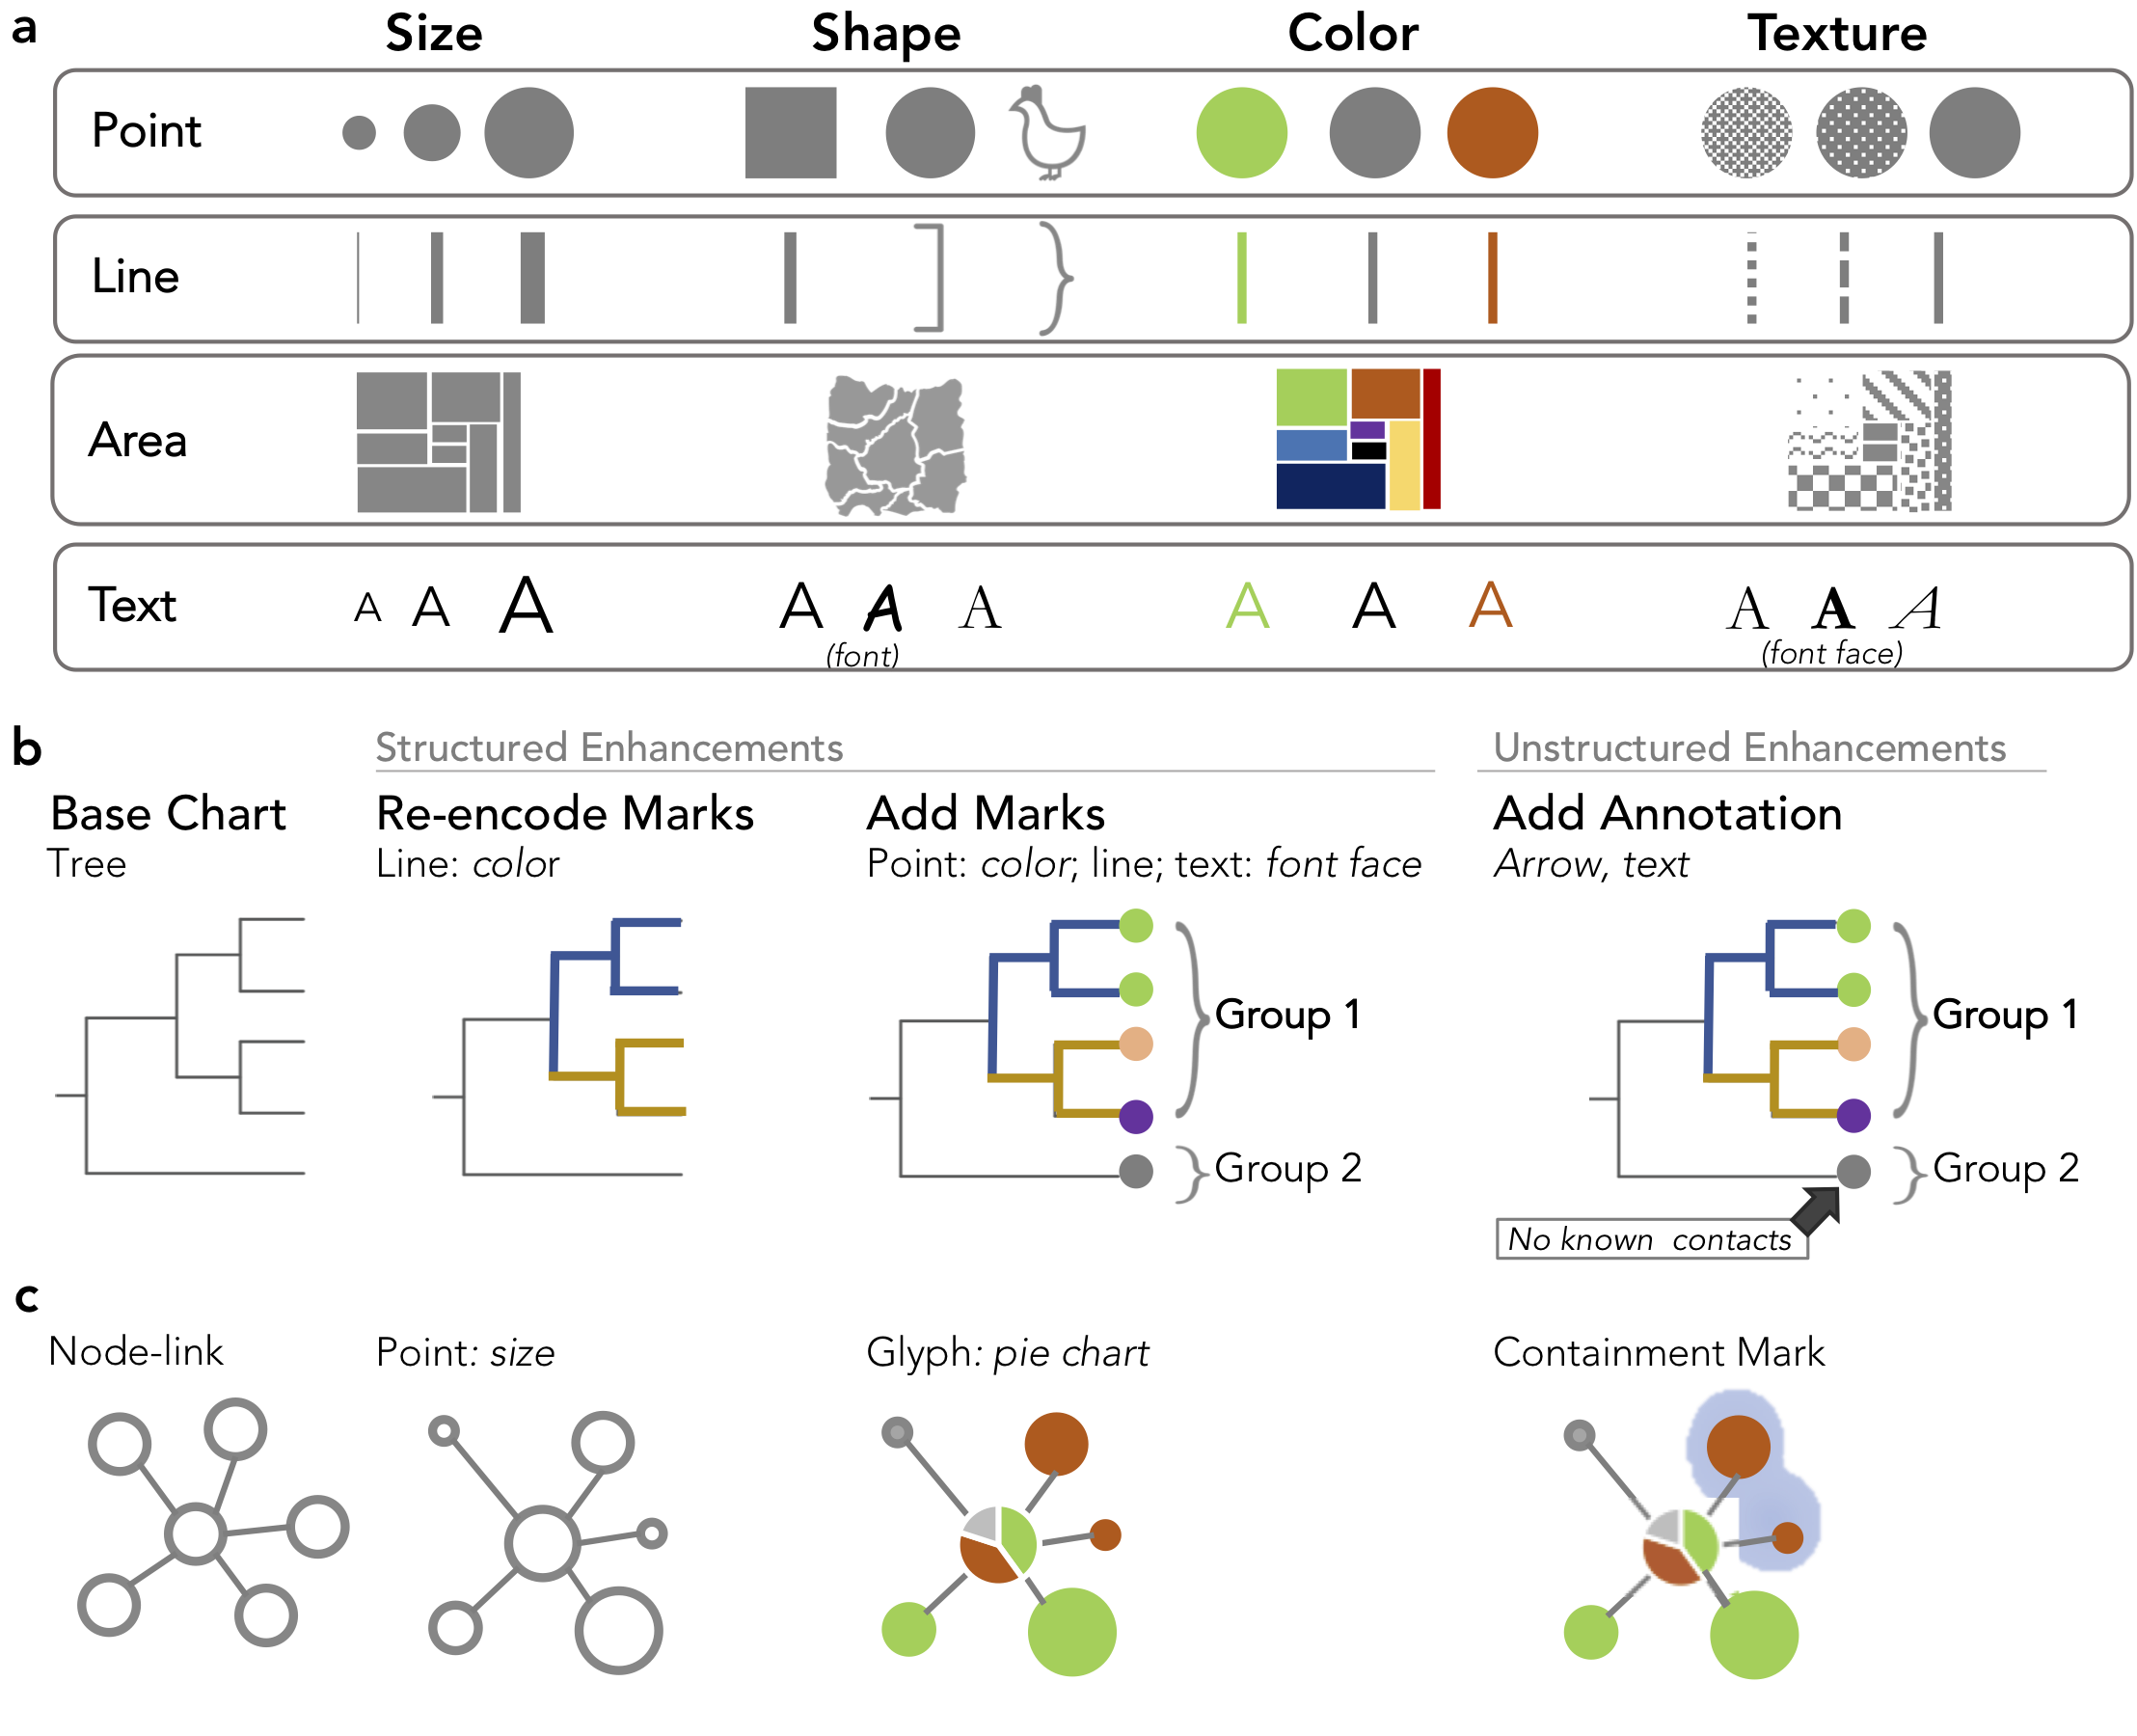 a Size Shape Color Texture
Point
Line
Area
Text A A A A A A A A A A A A
(font) (font face)
b Structured Enhancements Unstructured Enhancements
Base Chart Re-encode Marks Add Marks Add Annotation
Tree Line: color Point: color; line; text: font face Arrow, text
Group 1 Group 1
Group 2 Group 2
No known contacts
c
Node-link Point: size Glyph: pie chart Containment Mark